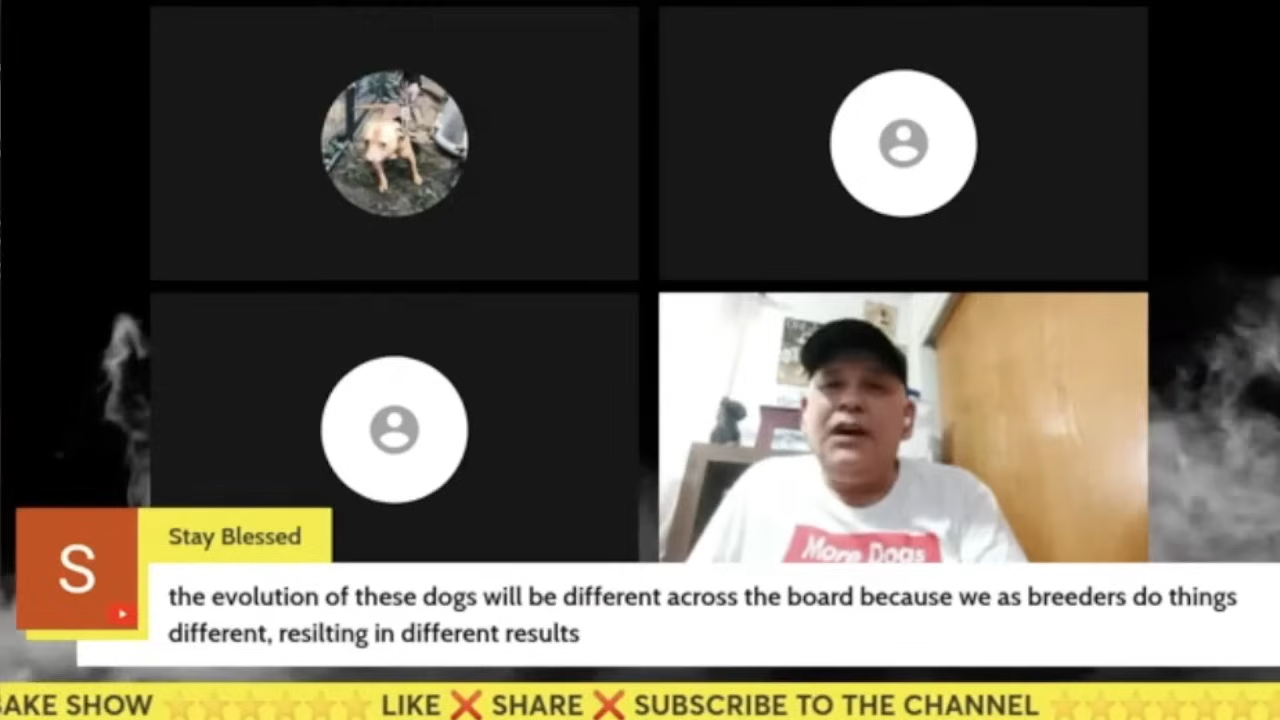 More Dogs
S
Stay Blessed
the evolution of these dogs will be different across the board because we as breeders do things
different, resilting in different results
AKE SHOW ⭐⭐⭐⭐⭐⭐ LIKE ❌ SHARE ❌ SUBSCRIBE TO THE CHANNEL ⭐⭐⭐⭐⭐⭐